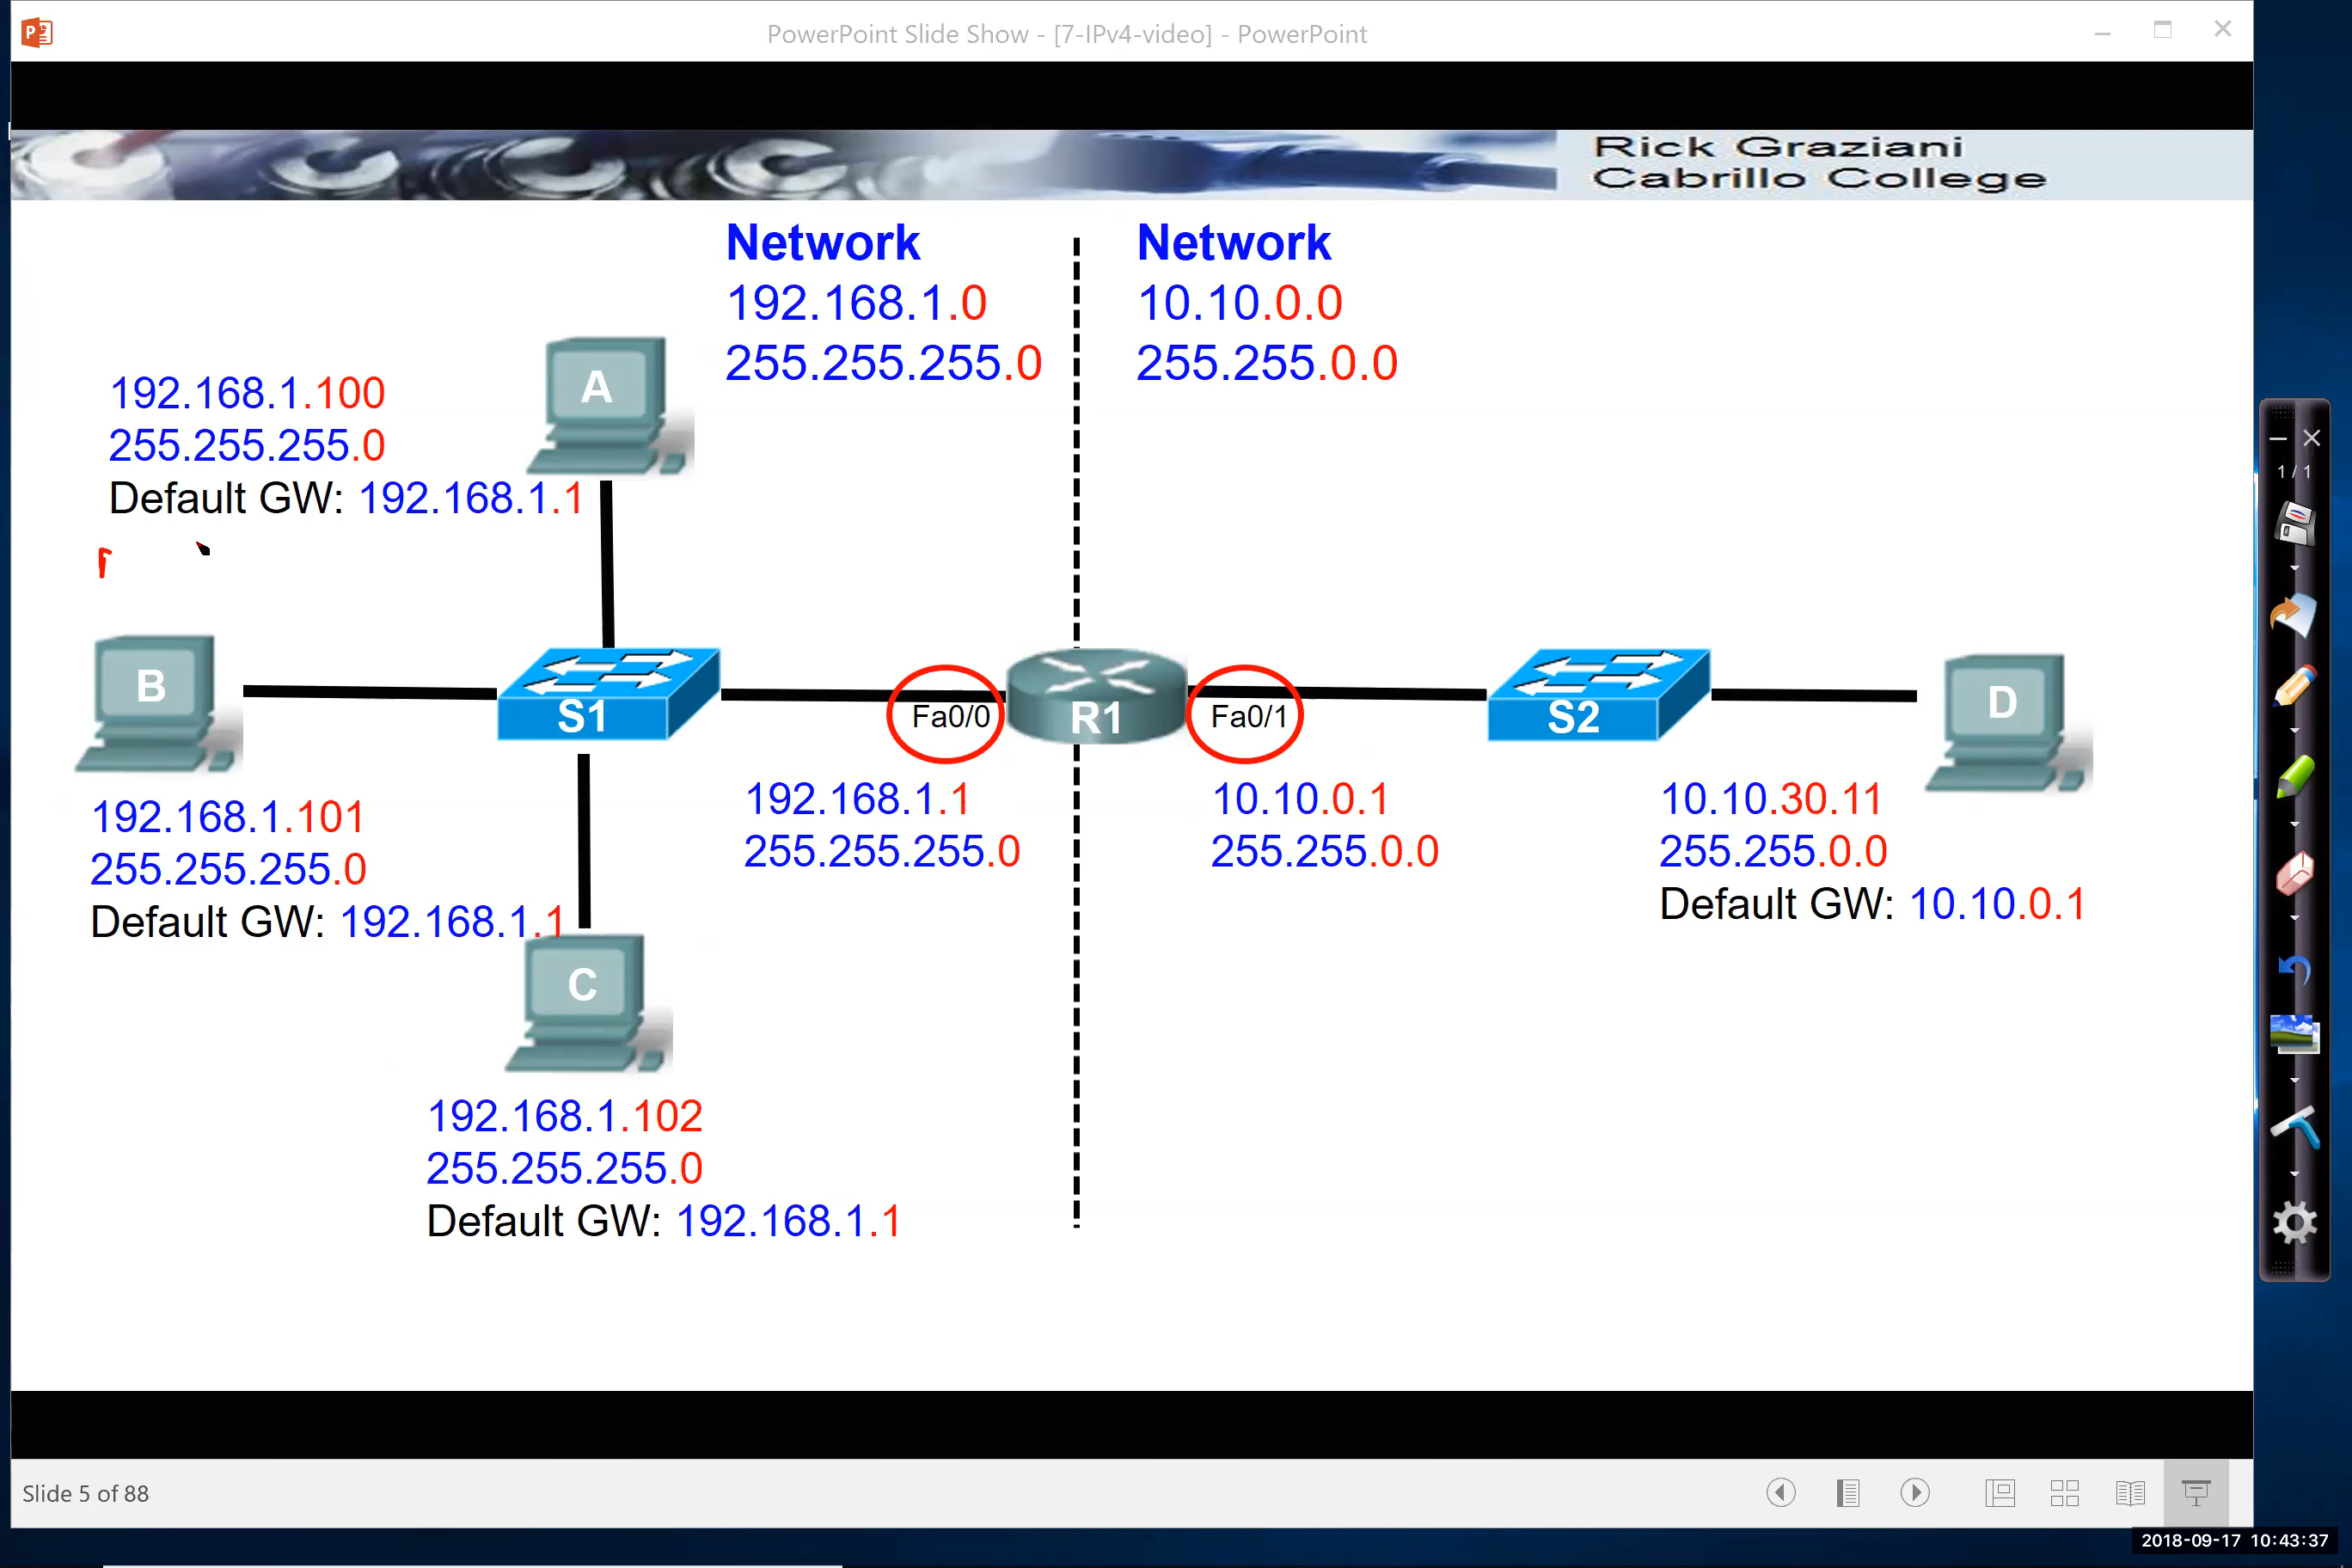 PowerPoint Slide Show - [7-IPv4-video] - PowerPoint
Rick Graziani
Cabrillo College
Network
192.168.1.0
255.255.255.0
Network
10.10.0.0
255.255.0.0
A
192.168.1.100
255.255.255.0
Default GW: 192.168.1.1
B
192.168.1.101
255.255.255.0
Default GW: 192.168.1.1
S1
Fa0/0
R1
Fa0/1
S2
D
192.168.1.1
255.255.255.0
10.10.0.1
255.255.0.0
10.10.30.11
255.255.0.0
Default GW: 10.10.0.1
C
192.168.1.102
255.255.255.0
Default GW: 192.168.1.1
1 / 1
Slide 5 of 88
2018-09-17 10:43:37